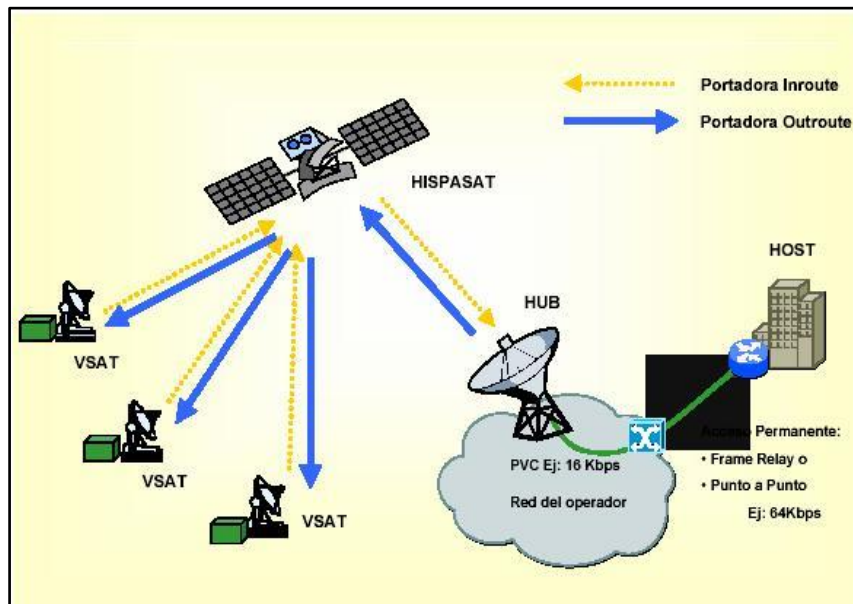 Portadora Inroute
Portadora Outroute
HISPASAT
HOST
HUB
VSAT
VSAT
VSAT
PVC Ej: 16 Kbps
Red del operador
Acceso Permanente:
• Frame Relay o
• Punto a Punto
Ej: 64Kbps